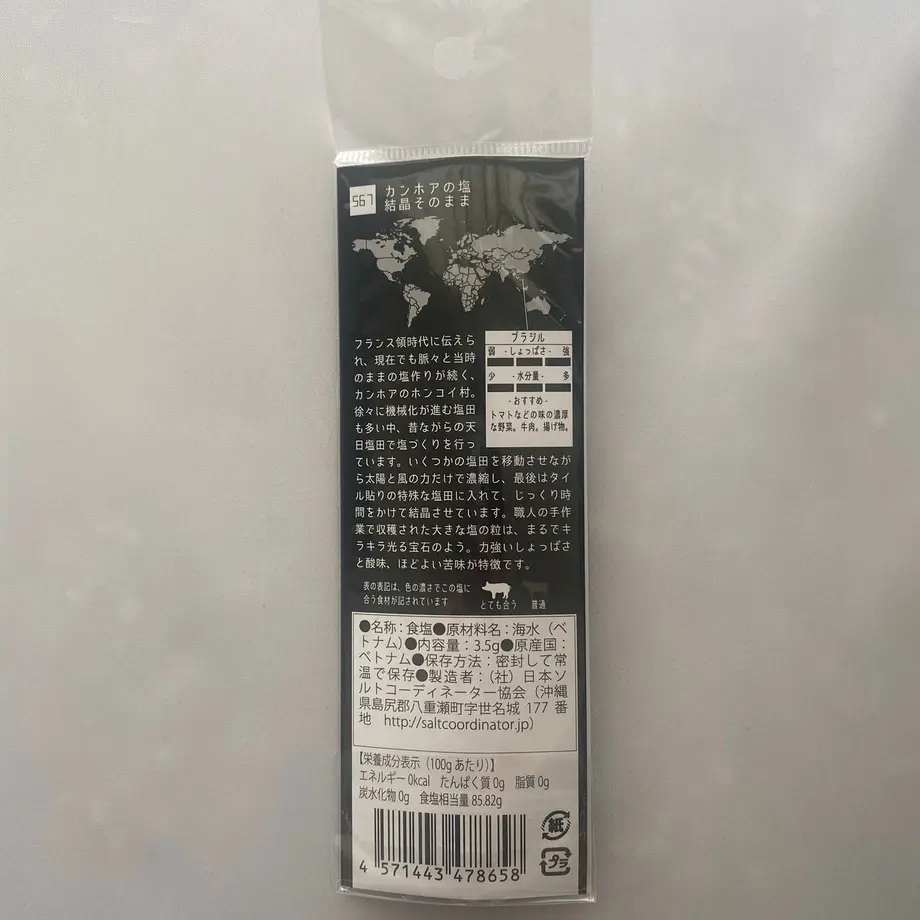 567
カンホアの塩
結晶そのまま
フランス領時代に伝えら
れ、現在でも脈々と当時
のままの塩作りが続く、
カンホアのホンコイ村。
徐々に機械化が進む塩田
も多い中、昔ながらの天
日塩田で塩づくりを行っ
ています。いくつかの塩田を移動させなが
ら太陽と風の力だけで濃縮し、最後はタイ
ル貼りの特殊な塩田に入れて、じっくり時
間をかけて結晶させています。職人の手作
業で収穫された大きな塩の粒は、まるでキ
ラキラ光る宝石のよう。力強いしょっぱさ
と酸味、ほどよい苦味が特徴です。
ブラジル
弱 -しょっぱさ- 強
少 -水分量- 多
-おすすめ-
トマトなどの味の濃厚
な野菜。牛肉。揚げ物。
表の表記は、色の濃さでこの塩に
合う食材が記されています
とても合う 普通
●名称：食塩●原材料名：海水（ベ
トナム）●内容量：3.5g●原産国：
ベトナム●保存方法：密封して常
温で保存●製造者：（社）日本ソ
ルトコーディネーター協会（沖縄
県島尻郡八重瀬町字世名城 177 番
地 http://saltcoordinator.jp）
【栄養成分表示（100gあたり）】
エネルギー0kcal たんぱく質0g 脂質0g
炭水化物0g 食塩相当量85.82g
4 571443 478658
紙
プラ